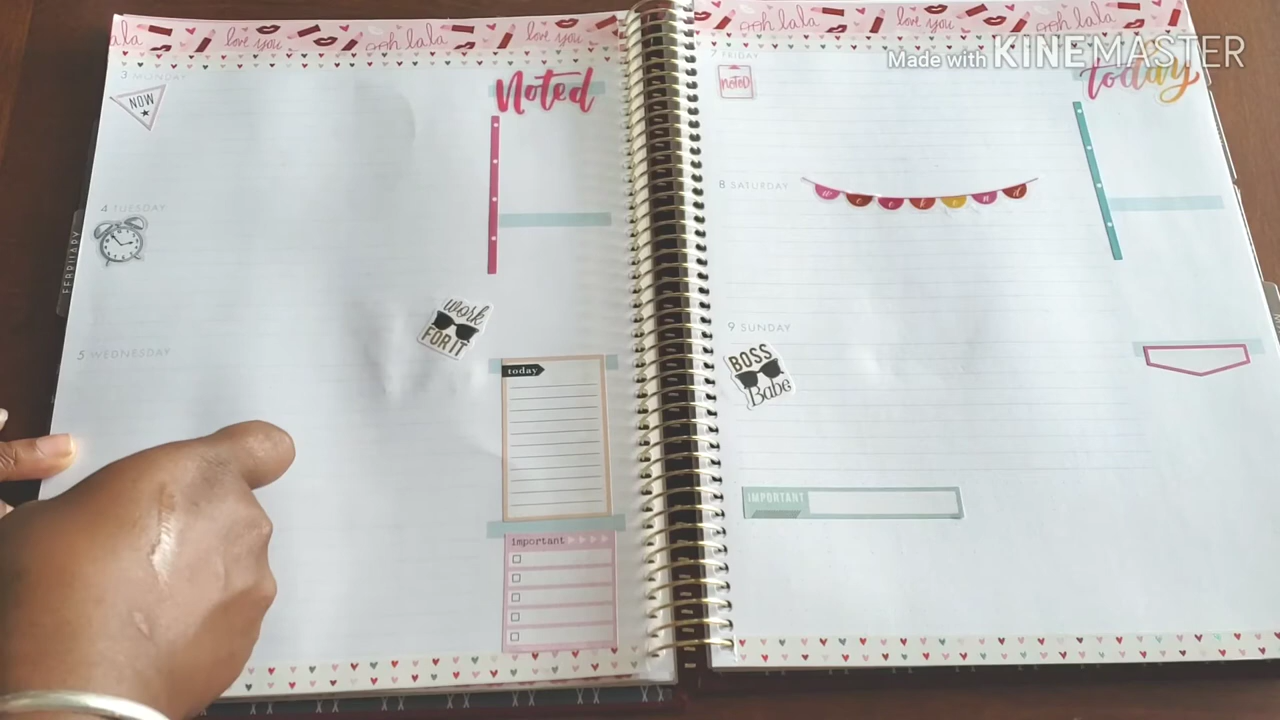 ala love you ooh lala love you
3 MONDAY
NOW
Noted
4 TUESDAY
FEBRUARY
work
FOR IT
5 WEDNESDAY
today
important
ooh lala love you ooh lala
Made with KINEMASTER
7 FRIDAY
noted
today
8 SATURDAY
weekend
9 SUNDAY
BOSS
Babe
IMPORTANT